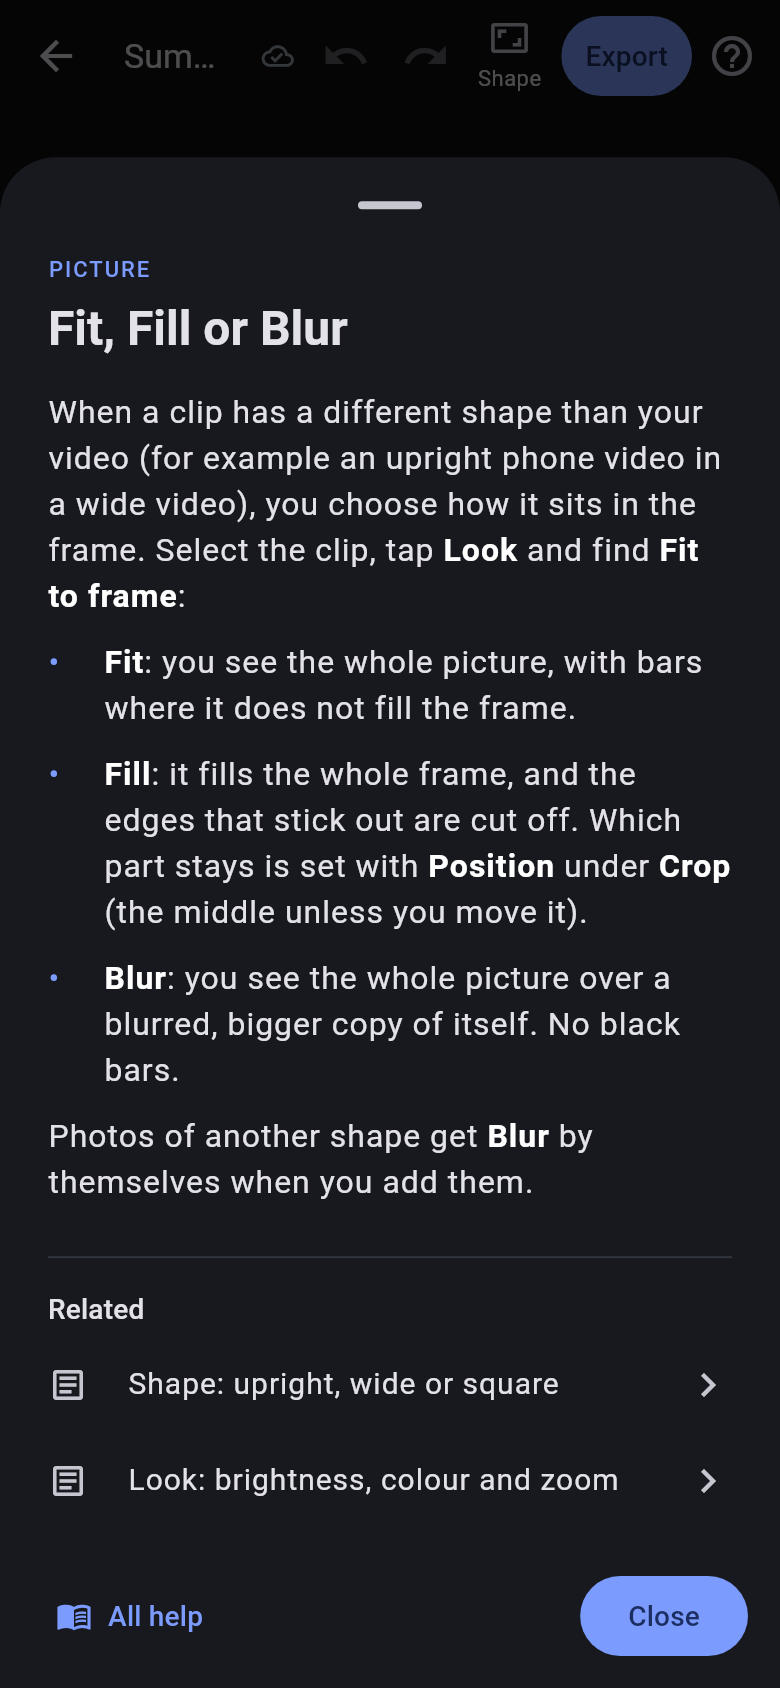 Sum...
Shape
Export
PICTURE
Fit, Fill or Blur
When a clip has a different shape than your
video (for example an upright phone video in
a wide video), you choose how it sits in the
frame. Select the clip, tap Look and find Fit
to frame:
• Fit: you see the whole picture, with bars
where it does not fill the frame.
• Fill: it fills the whole frame, and the
edges that stick out are cut off. Which
part stays is set with Position under Crop
(the middle unless you move it).
• Blur: you see the whole picture over a
blurred, bigger copy of itself. No black
bars.
Photos of another shape get Blur by
themselves when you add them.
Related
Shape: upright, wide or square
Look: brightness, colour and zoom
All help
Close